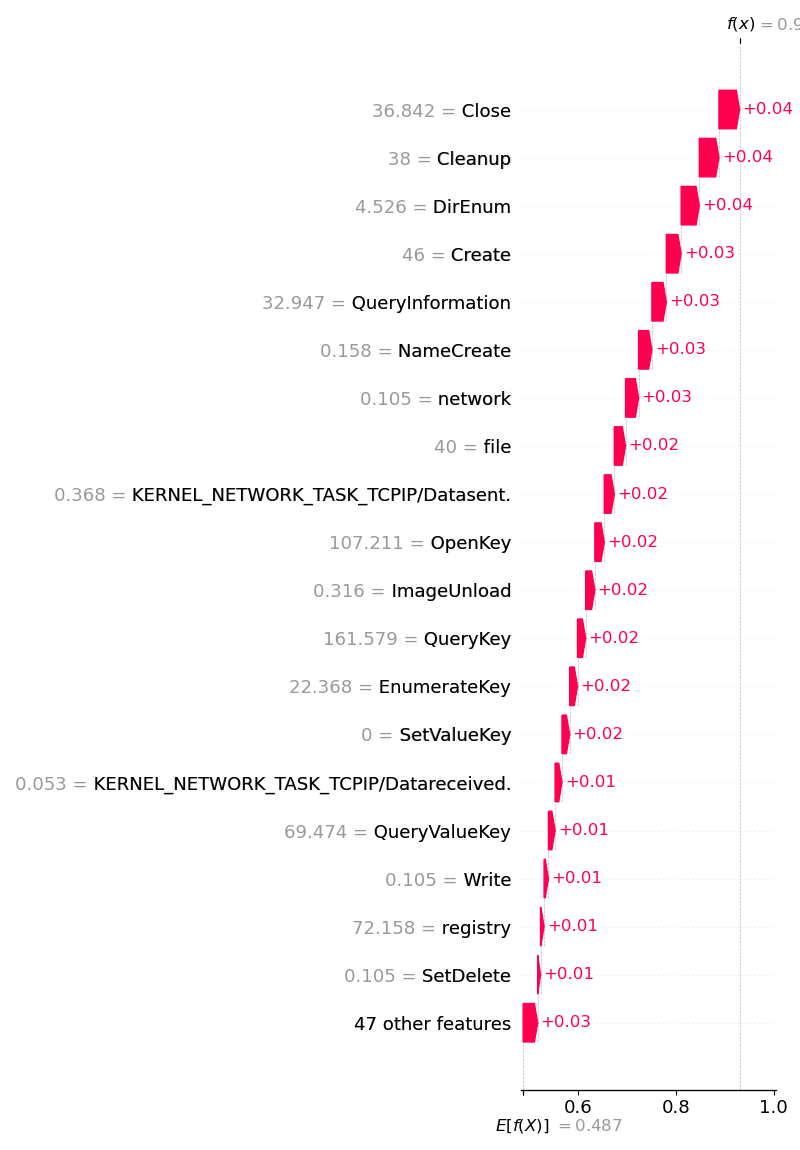 f(x) = 0.9
36.842 = Close +0.04
38 = Cleanup +0.04
4.526 = DirEnum +0.04
46 = Create +0.03
32.947 = QueryInformation +0.03
0.158 = NameCreate +0.03
0.105 = network +0.03
40 = file +0.02
0.368 = KERNEL_NETWORK_TASK_TCPIP/Datasent. +0.02
107.211 = OpenKey +0.02
0.316 = ImageUnload +0.02
161.579 = QueryKey +0.02
22.368 = EnumerateKey +0.02
0 = SetValueKey +0.02
0.053 = KERNEL_NETWORK_TASK_TCPIP/Datareceived. +0.01
69.474 = QueryValueKey +0.01
0.105 = Write +0.01
72.158 = registry +0.01
0.105 = SetDelete +0.01
47 other features +0.03
0.6 0.8 1.0
E[f(X)] = 0.487